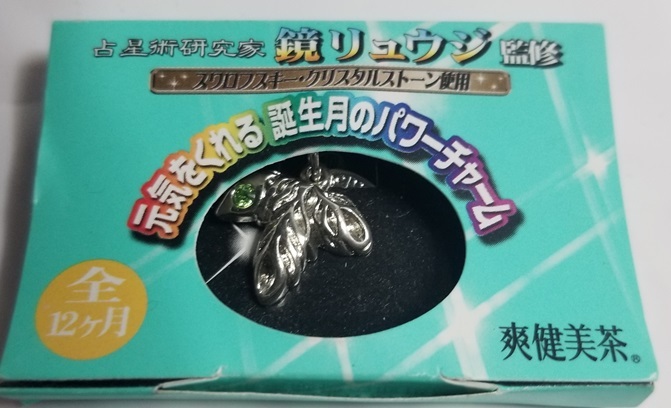 占星術研究家 鏡リュウジ 監修
スワロフスキー・クリスタルストーン使用
元気をくれる 誕生月のパワーチャーム
全
12ヶ月
爽健美茶®